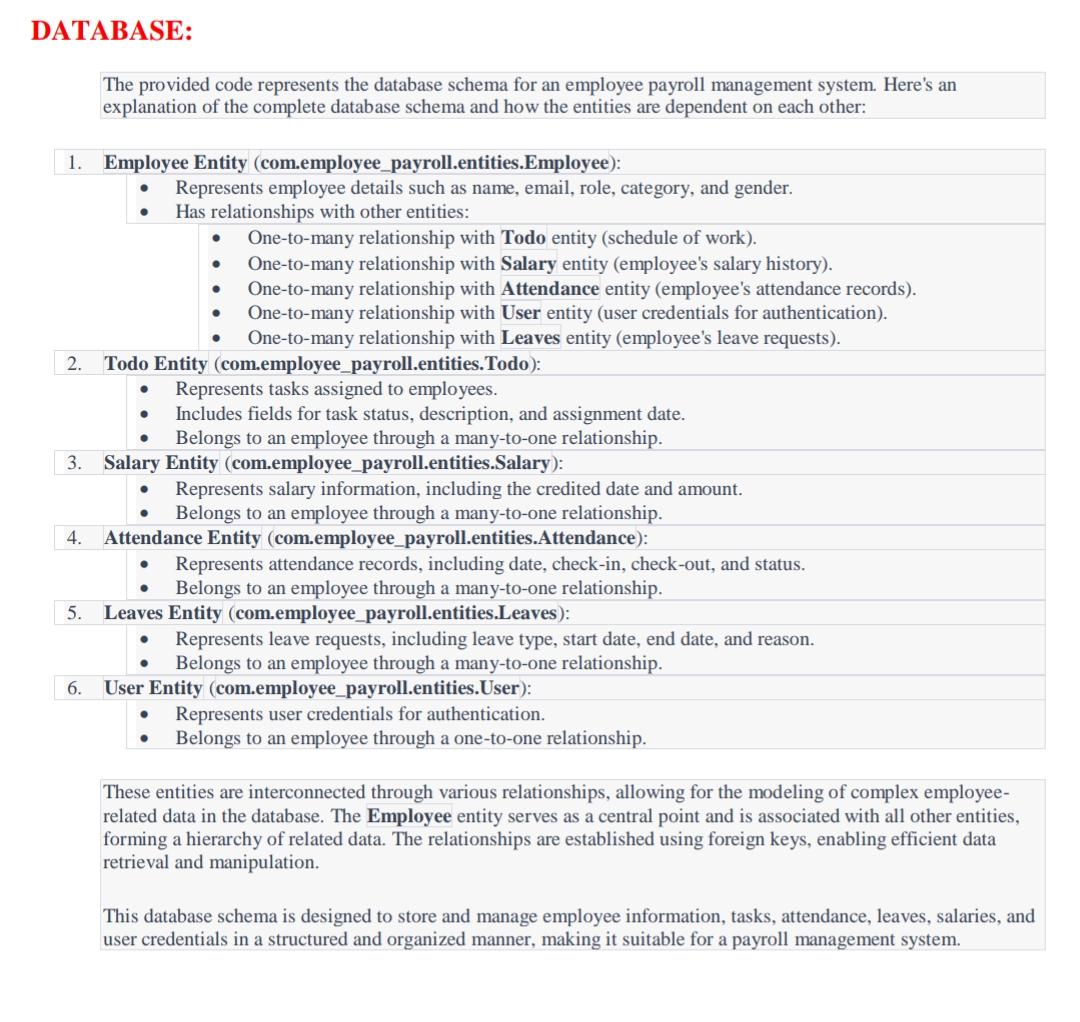 DATABASE:
The provided code represents the database schema for an employee payroll management system. Here's an
explanation of the complete database schema and how the entities are dependent on each other:
1. Employee Entity (com.employee_payroll.entities.Employee):
• Represents employee details such as name, email, role, category, and gender.
• Has relationships with other entities:
• One-to-many relationship with Todo entity (schedule of work).
• One-to-many relationship with Salary entity (employee's salary history).
• One-to-many relationship with Attendance entity (employee's attendance records).
• One-to-many relationship with User entity (user credentials for authentication).
• One-to-many relationship with Leaves entity (employee's leave requests).
2. Todo Entity (com.employee_payroll.entities.Todo):
• Represents tasks assigned to employees.
• Includes fields for task status, description, and assignment date.
• Belongs to an employee through a many-to-one relationship.
3. Salary Entity (com.employee_payroll.entities.Salary):
• Represents salary information, including the credited date and amount.
• Belongs to an employee through a many-to-one relationship.
4. Attendance Entity (com.employee_payroll.entities.Attendance):
• Represents attendance records, including date, check-in, check-out, and status.
• Belongs to an employee through a many-to-one relationship.
5. Leaves Entity (com.employee_payroll.entities.Leaves):
• Represents leave requests, including leave type, start date, end date, and reason.
• Belongs to an employee through a many-to-one relationship.
6. User Entity (com.employee_payroll.entities.User):
• Represents user credentials for authentication.
• Belongs to an employee through a one-to-one relationship.
These entities are interconnected through various relationships, allowing for the modeling of complex employee-
related data in the database. The Employee entity serves as a central point and is associated with all other entities,
forming a hierarchy of related data. The relationships are established using foreign keys, enabling efficient data
retrieval and manipulation.
This database schema is designed to store and manage employee information, tasks, attendance, leaves, salaries, and
user credentials in a structured and organized manner, making it suitable for a payroll management system.